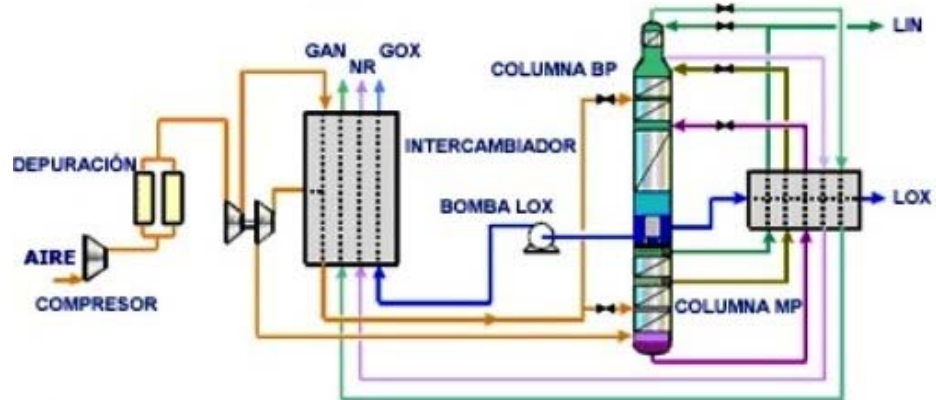 GAN
NR
GOX
LIN
COLUMNA BP
DEPURACIÓN
INTERCAMBIADOR
BOMBA LOX
LOX
AIRE
COMPRESOR
COLUMNA MP